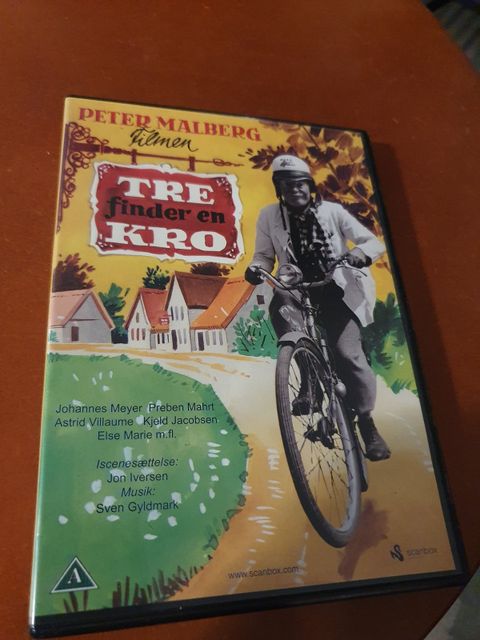 PETER MALBERG
Filmen
TRE
finder en
KRO
Johannes Meyer Preben Mahrt
Astrid Villaume Kjeld Jacobsen
Else Marie m.fl.
Iscenesættelse:
Jon Iversen
Musik:
Sven Gyldmark
A
www.scanbox.com
scanbox